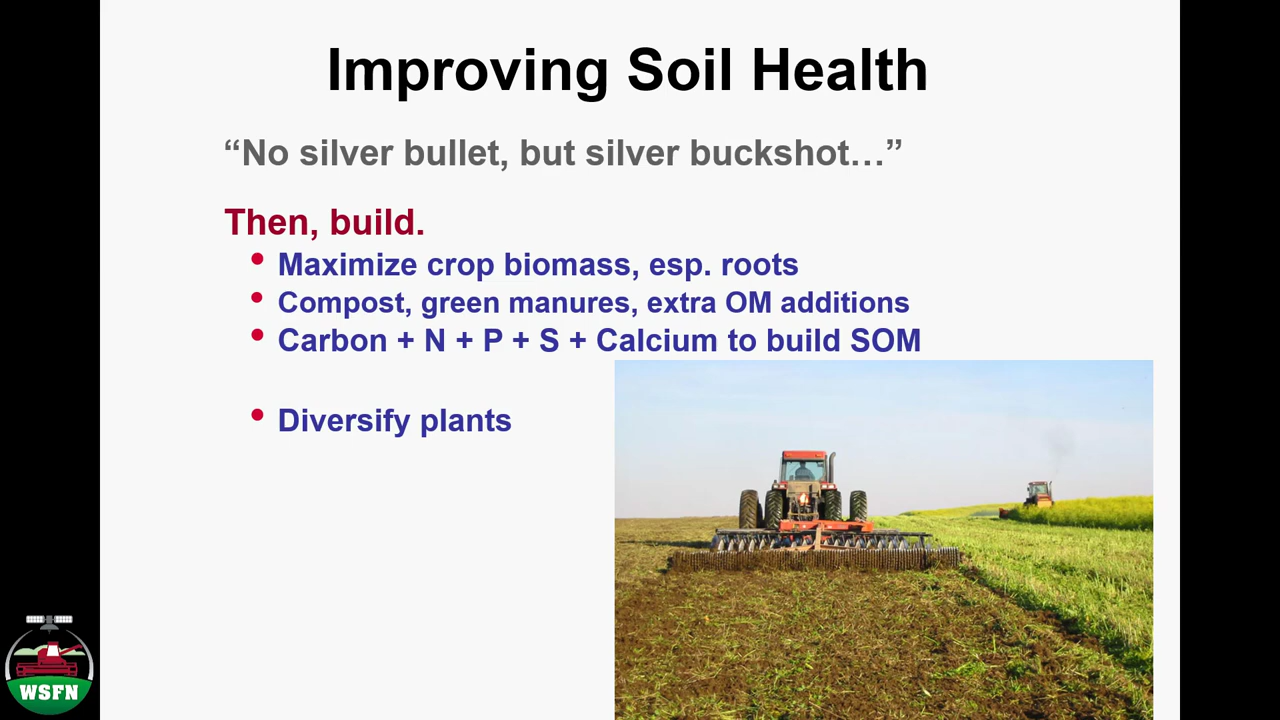 Improving Soil Health
“No silver bullet, but silver buckshot…”
Then, build.
• Maximize crop biomass, esp. roots
• Compost, green manures, extra OM additions
• Carbon + N + P + S + Calcium to build SOM
• Diversify plants
WSFN